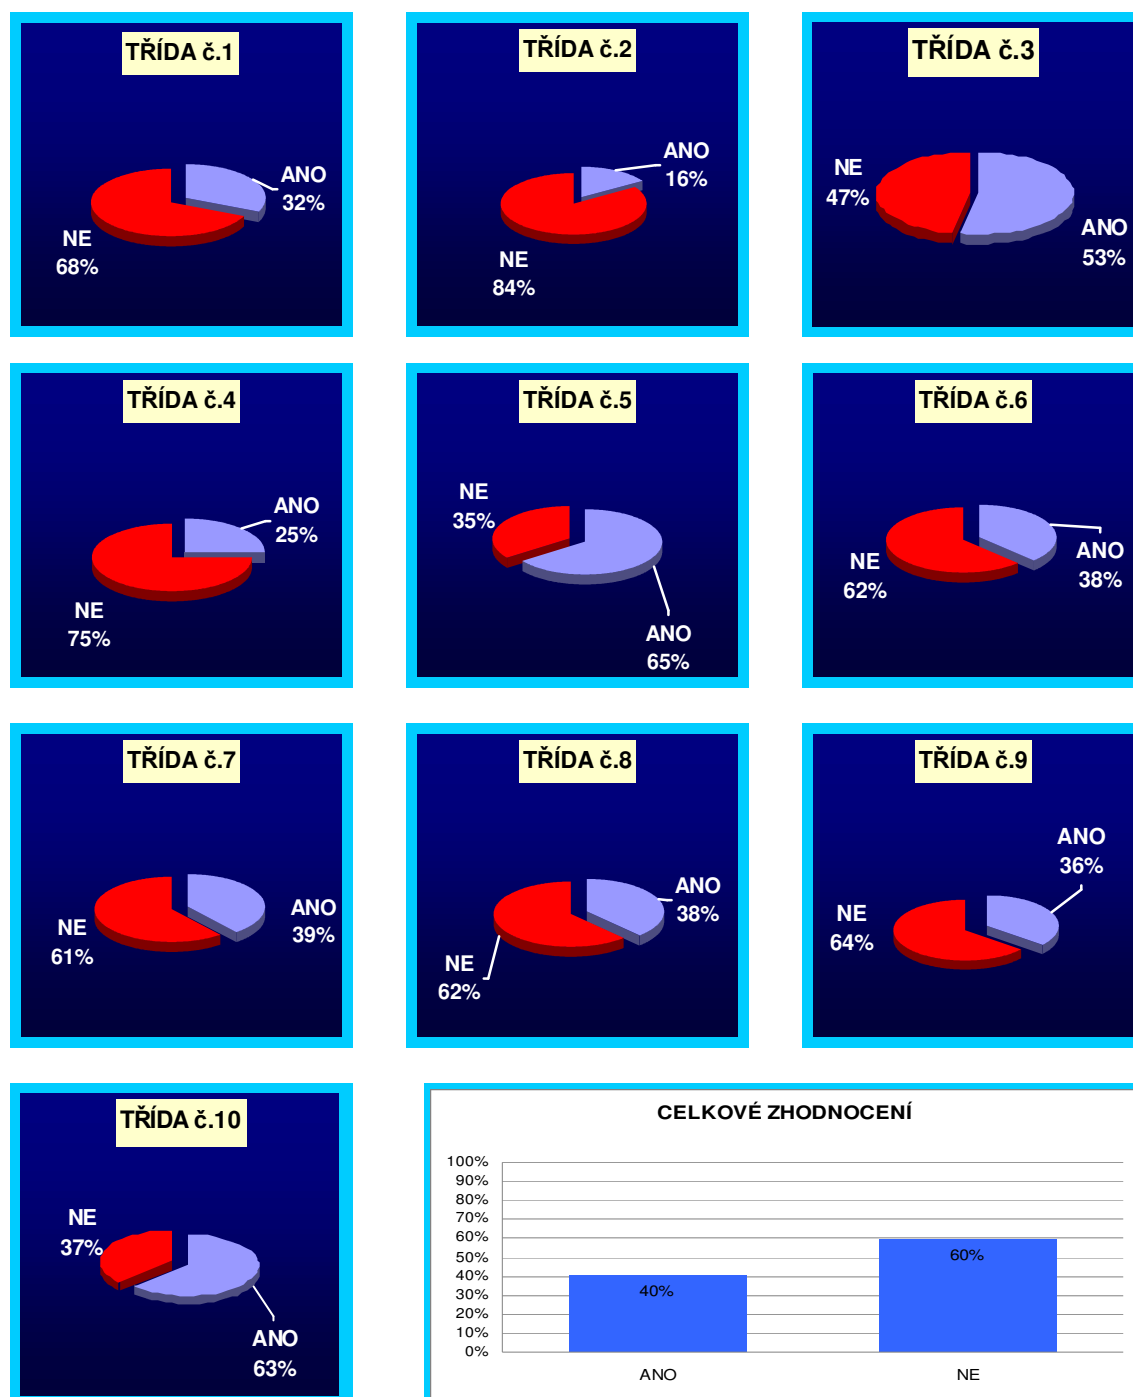 TŘÍDA č.1
ANO
32%
NE
68%
TŘÍDA č.2
ANO
16%
NE
84%
TŘÍDA č.3
NE
47%
ANO
53%
TŘÍDA č.4
ANO
25%
NE
75%
TŘÍDA č.5
NE
35%
ANO
65%
TŘÍDA č.6
NE
62%
ANO
38%
TŘÍDA č.7
NE
61%
ANO
39%
TŘÍDA č.8
ANO
38%
NE
62%
TŘÍDA č.9
ANO
36%
NE
64%
TŘÍDA č.10
NE
37%
ANO
63%
CELKOVÉ ZHODNOCENÍ
100%
90%
80%
70%
60%
50%
40%
30%
20%
10%
0%
40%
60%
ANO
NE